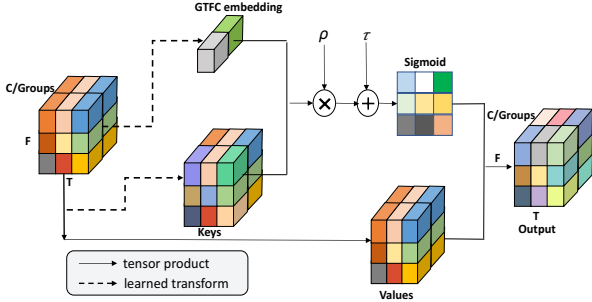 GTFC embedding
ρ
τ
Sigmoid
C/Groups
C/Groups
F
F
T
T
Output
Keys
Values
tensor product
learned transform